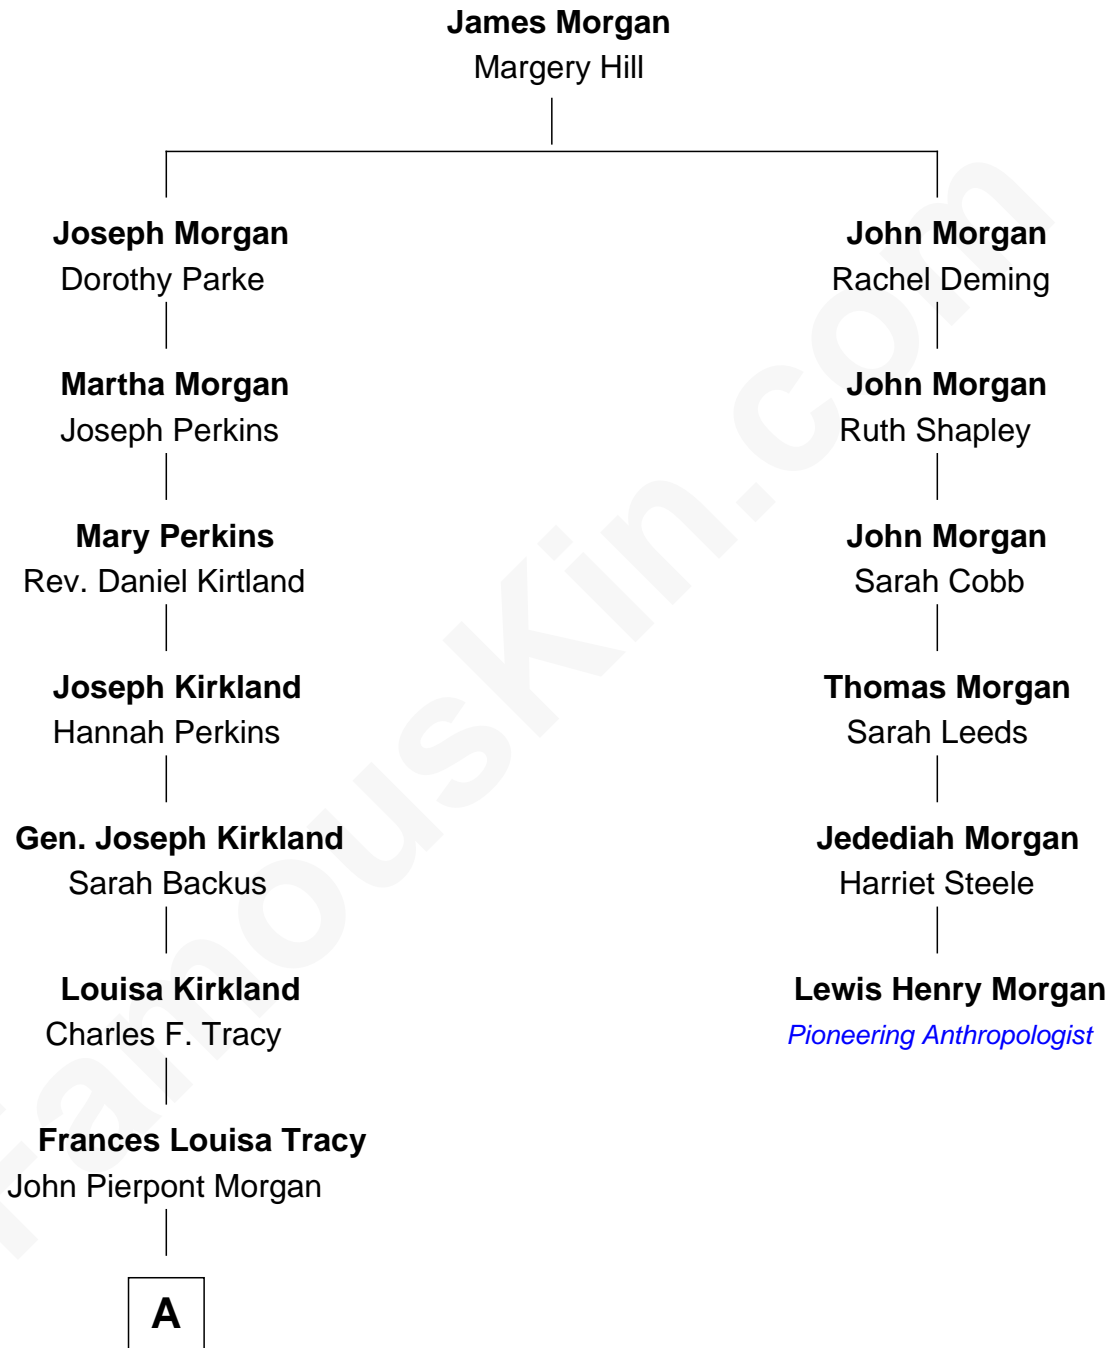 James Morgan
Margery Hill
Joseph Morgan
Dorothy Parke
John Morgan
Rachel Deming
Martha Morgan
Joseph Perkins
John Morgan
Ruth Shapley
Mary Perkins
Rev. Daniel Kirtland
John Morgan
Sarah Cobb
Joseph Kirkland
Hannah Perkins
Thomas Morgan
Sarah Leeds
Gen. Joseph Kirkland
Sarah Backus
Jedediah Morgan
Harriet Steele
Louisa Kirkland
Charles F. Tracy
Lewis Henry Morgan
Pioneering Anthropologist
Frances Louisa Tracy
John Pierpont Morgan
A
FamousKin.com